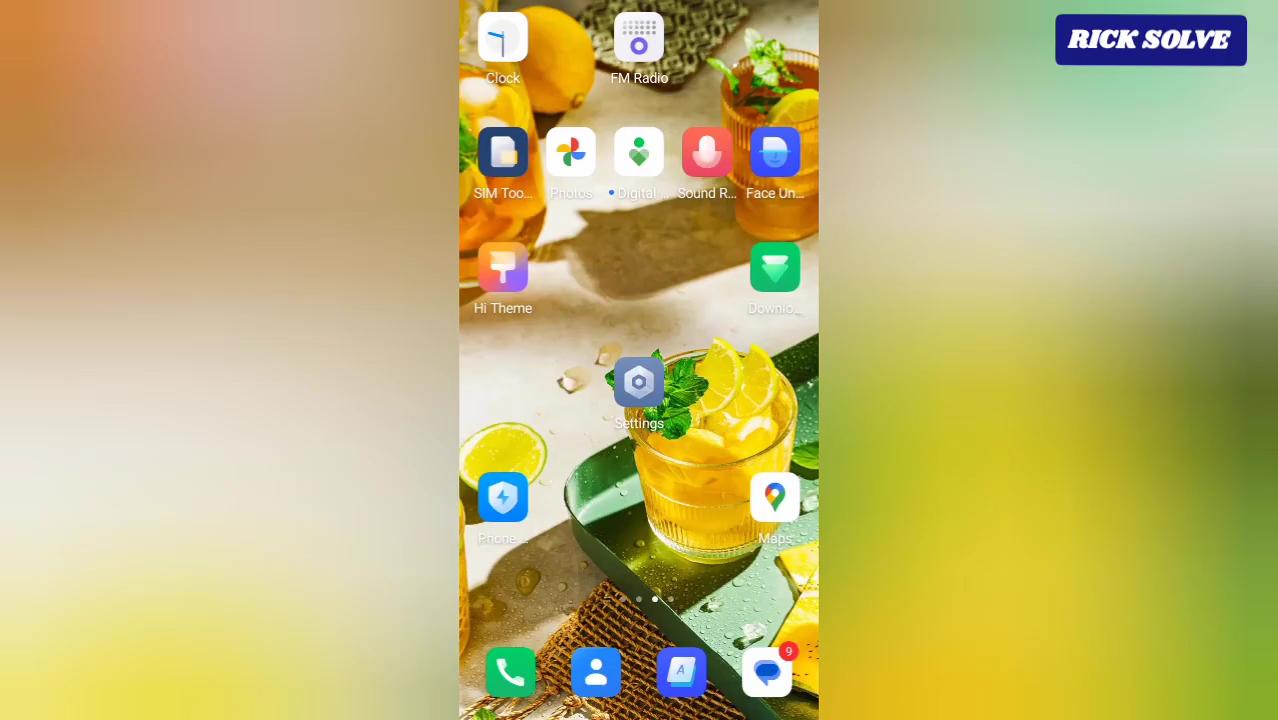 RICK SOLVE
Clock
FM Radio
SIM Too...
Photos
Digital ...
Sound R...
Face Un...
Hi Theme
Downlo...
Settings
Phone ...
Maps
A
9